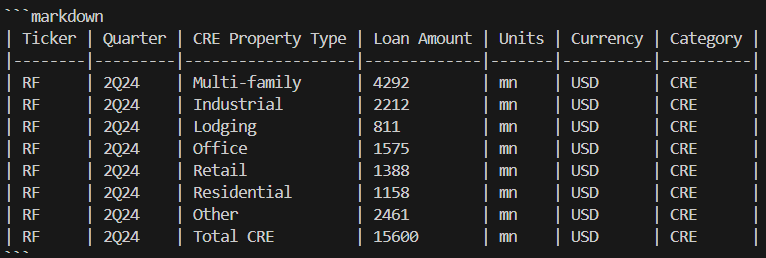 ```markdown
| Ticker | Quarter | CRE Property Type | Loan Amount | Units | Currency | Category |
|--------|---------|-------------------|-------------|-------|----------|----------|
| RF     | 2Q24    | Multi-family      | 4292        | mn    | USD      | CRE      |
| RF     | 2Q24    | Industrial        | 2212        | mn    | USD      | CRE      |
| RF     | 2Q24    | Lodging           | 811         | mn    | USD      | CRE      |
| RF     | 2Q24    | Office            | 1575        | mn    | USD      | CRE      |
| RF     | 2Q24    | Retail            | 1388        | mn    | USD      | CRE      |
| RF     | 2Q24    | Residential       | 1158        | mn    | USD      | CRE      |
| RF     | 2Q24    | Other             | 2461        | mn    | USD      | CRE      |
| RF     | 2Q24    | Total CRE         | 15600       | mn    | USD      | CRE      |
```